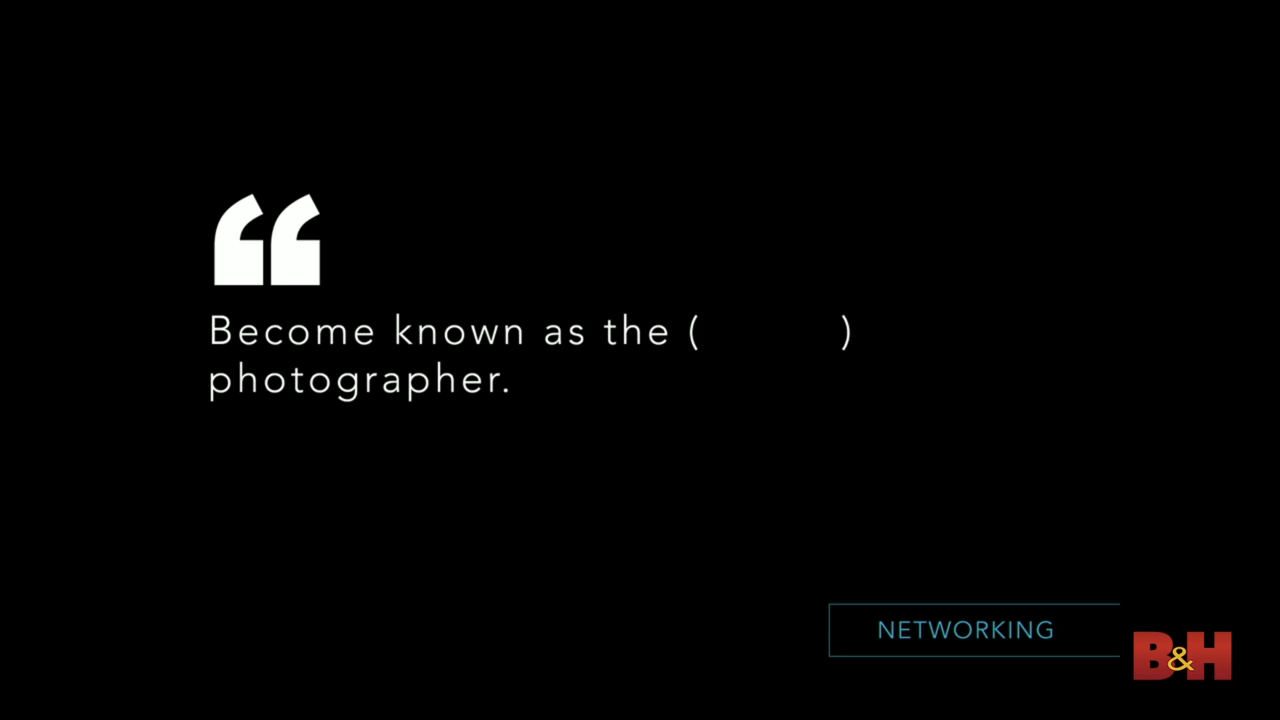 “
Become known as the ( )
photographer.
NETWORKING
B&H